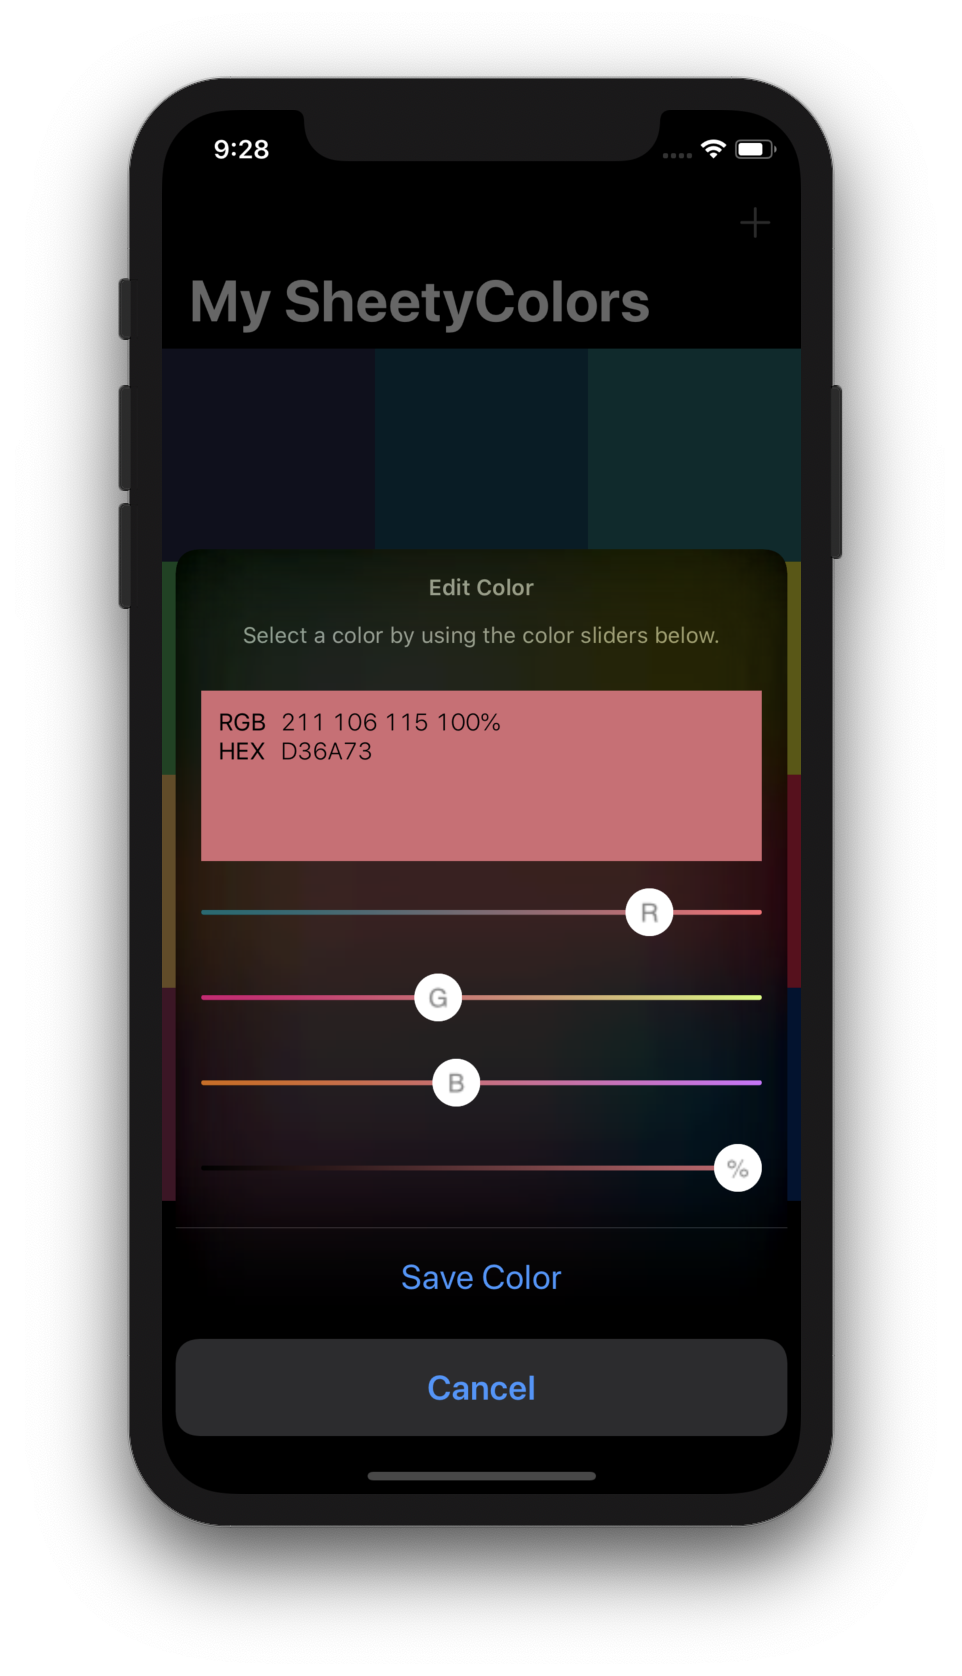 9:28
My SheetyColors
Edit Color
Select a color by using the color sliders below.
RGB 211 106 115 100%
HEX D36A73
R
G
B
%
Save Color
Cancel